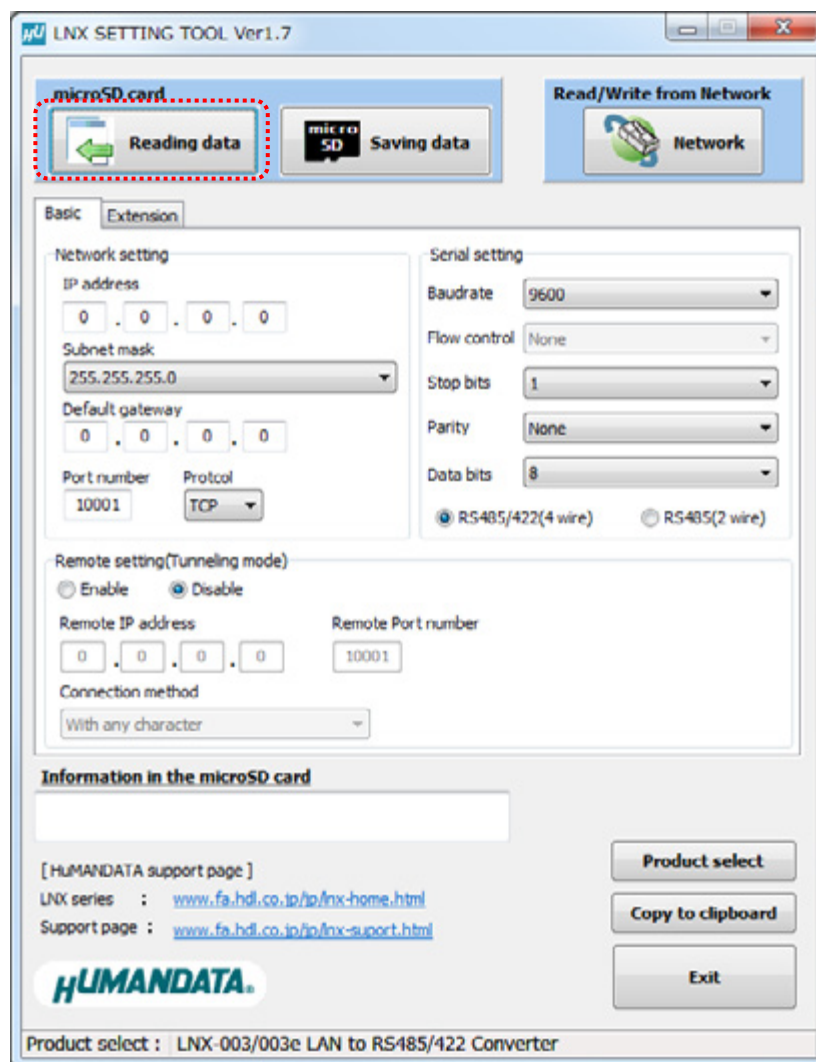 LNX SETTING TOOL Ver1.7
microSD card
Read/Write from Network
Reading data
micro SD
Saving data
Network
Basic
Extension
Network setting
IP address
0 . 0 . 0 . 0
Subnet mask
255.255.255.0
Default gateway
0 . 0 . 0 . 0
Port number
Protcol
10001
TCP
Serial setting
Baudrate
9600
Flow control
None
Stop bits
1
Parity
None
Data bits
8
RS485/422(4 wire)
RS485(2 wire)
Remote setting(Tunneling mode)
Enable
Disable
Remote IP address
Remote Port number
0 . 0 . 0 . 0
10001
Connection method
With any character
Information in the microSD card
[ HuMANDATA support page ]
LNX series : www.fa.hdl.co.jp/jp/lnx-home.html
Support page : www.fa.hdl.co.jp/jp/lnx-suport.html
Product select
Copy to clipboard
Exit
HUMANDATA.
Product select : LNX-003/003e LAN to RS485/422 Converter